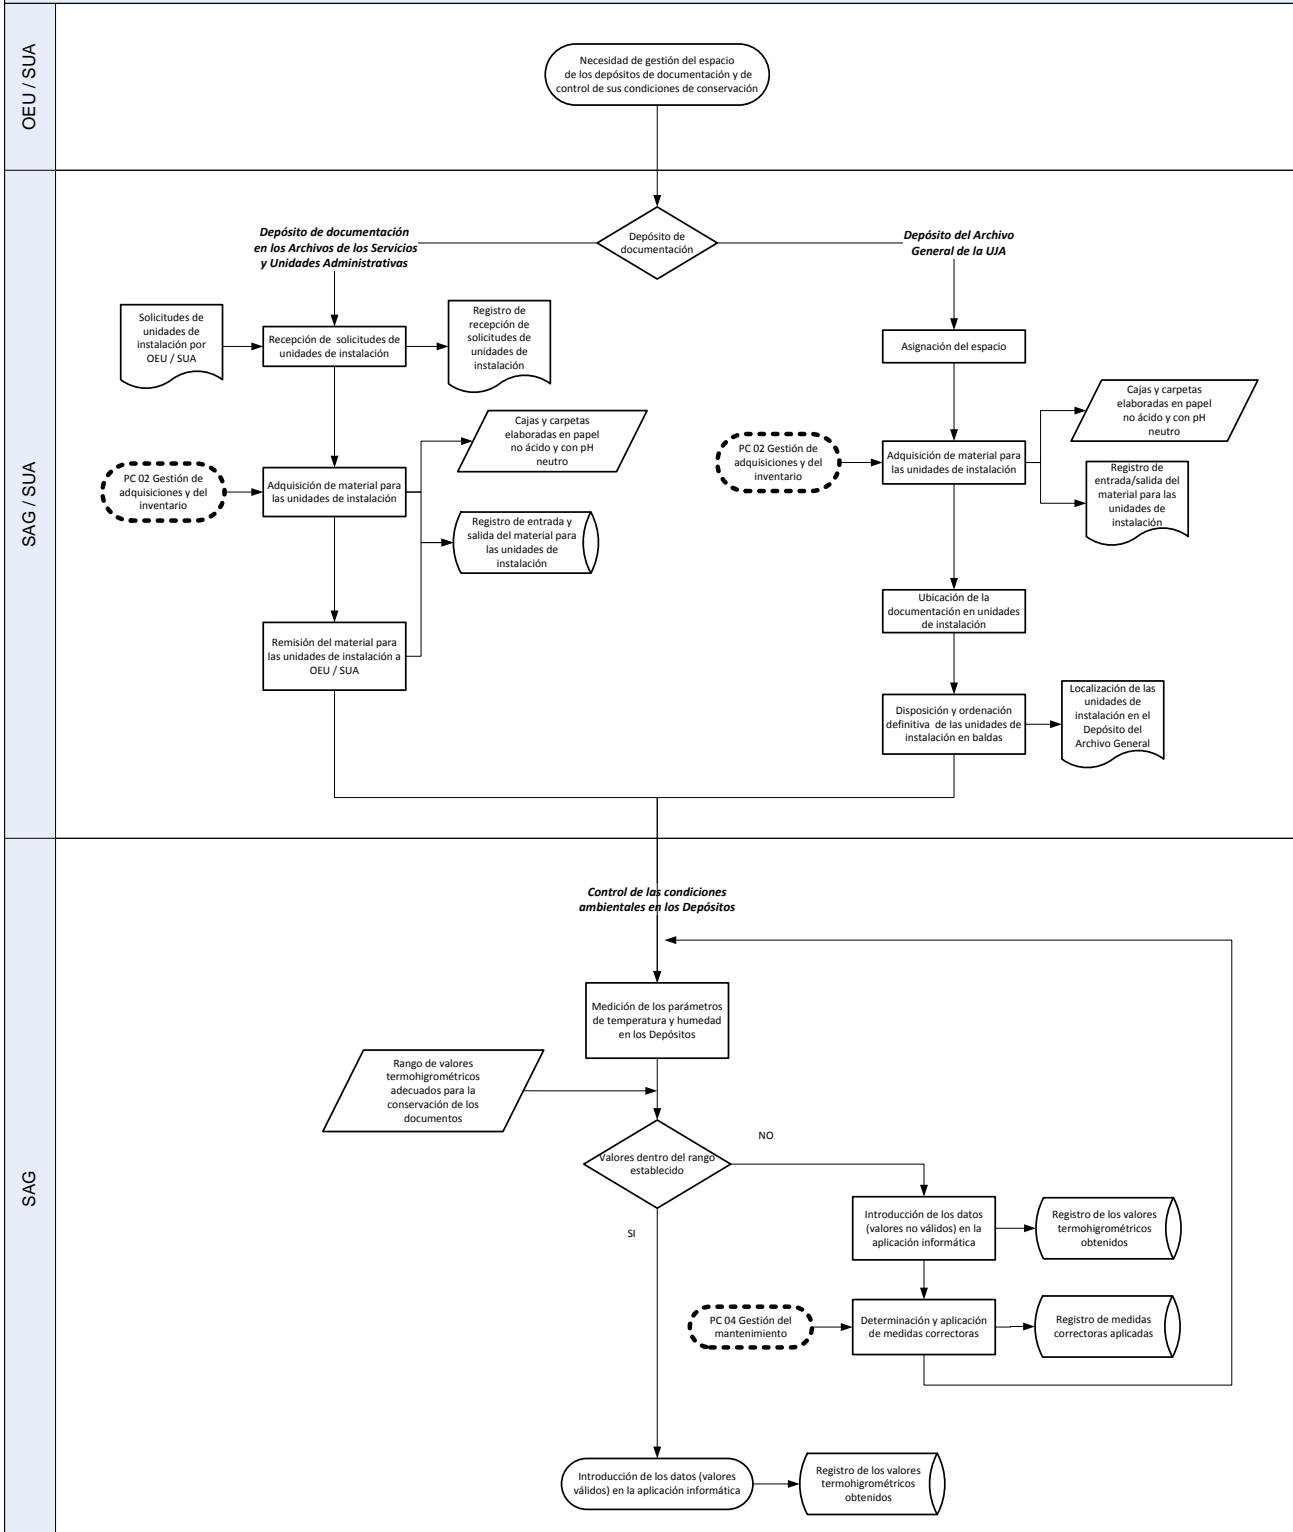 OEU / SUA
Necesidad de gestión del espacio
de los depósitos de documentación y de
control de sus condiciones de conservación
SAG / SUA
Depósito de
documentación
Depósito de documentación
en los Archivos de los Servicios
y Unidades Administrativas
Depósito del Archivo
General de la UJA
Solicitudes de
unidades de
instalación por
OEU / SUA
Recepción de solicitudes de
unidades de instalación
Registro de
recepción de
solicitudes de
unidades de
instalación
Asignación del espacio
PC 02 Gestión de
adquisiciones y del
inventario
Adquisición de material para
las unidades de instalación
Cajas y carpetas
elaboradas en papel
no ácido y con pH
neutro
Registro de entrada y
salida del material para
las unidades de
instalación
PC 02 Gestión de
adquisiciones y del
inventario
Adquisición de material para
las unidades de instalación
Cajas y carpetas
elaboradas en papel
no ácido y con pH
neutro
Registro de
entrada/salida del
material para las
unidades de
instalación
Remisión del material para
las unidades de instalación a
OEU / SUA
Ubicación de la
documentación en unidades
de instalación
Disposición y ordenación
definitiva de las unidades de
instalación en baldas
Localización de las
unidades de
instalación en el
Depósito del
Archivo General
SAG
Control de las condiciones
ambientales en los Depósitos
Medición de los parámetros
de temperatura y humedad
en los Depósitos
Rango de valores
termohigrométricos
adecuados para la
conservación de los
documentos
Valores dentro del rango
establecido
NO
SI
Introducción de los datos
(valores no válidos) en la
aplicación informática
Registro de los valores
termohigrométricos
obtenidos
PC 04 Gestión del
mantenimiento
Determinación y aplicación
de medidas correctoras
Registro de medidas
correctoras aplicadas
Introducción de los datos (valores
válidos) en la aplicación informática
Registro de los valores
termohigrométricos
obtenidos